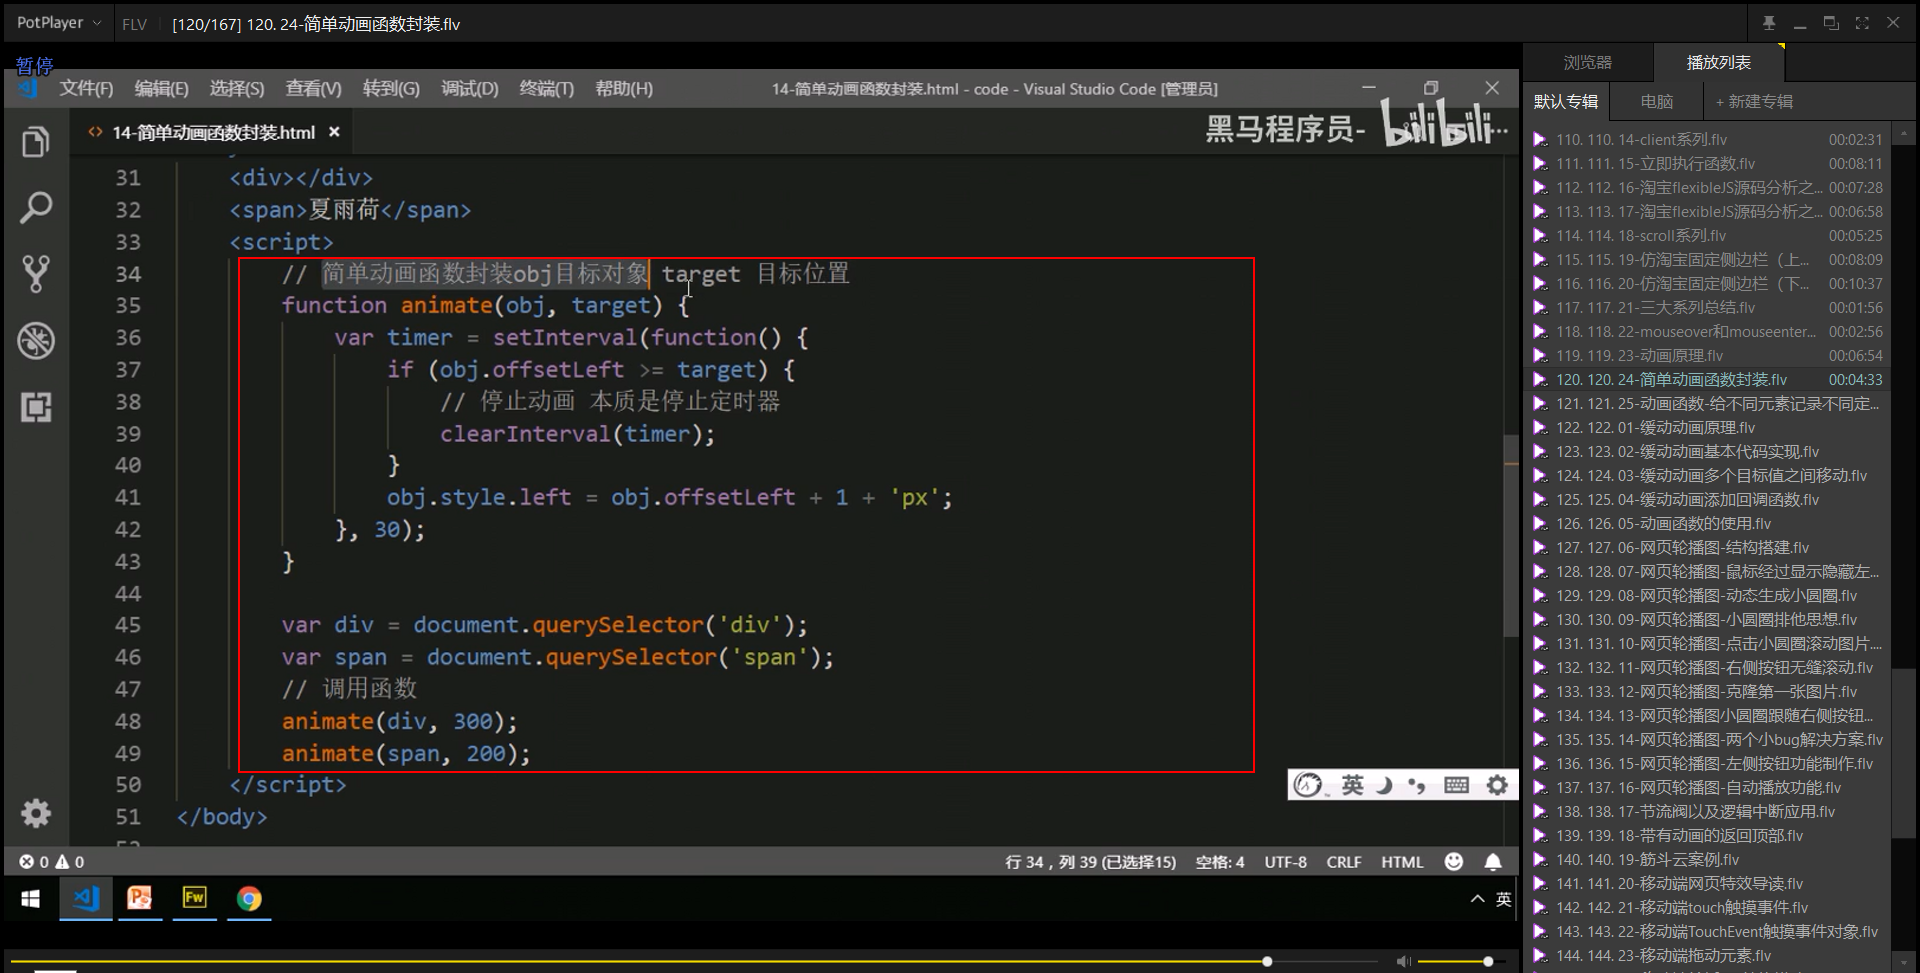 PotPlayer
FLV
[120/167] 120. 24-简单动画函数封装.flv
暂停
文件(F) 编辑(E) 选择(S) 查看(V) 转到(G) 调试(D) 终端(T) 帮助(H)
14-简单动画函数封装.html - code - Visual Studio Code [管理员]
14-简单动画函数封装.html ×
黑马程序员- bilibili
31 <div></div>
32 <span>夏雨荷</span>
33 <script>
34 // 简单动画函数封装obj目标对象 target 目标位置
35 function animate(obj, target) {
36 var timer = setInterval(function() {
37 if (obj.offsetLeft >= target) {
38 // 停止动画 本质是停止定时器
39 clearInterval(timer);
40 }
41 obj.style.left = obj.offsetLeft + 1 + 'px';
42 }, 30);
43 }
44
45 var div = document.querySelector('div');
46 var span = document.querySelector('span');
47 // 调用函数
48 animate(div, 300);
49 animate(span, 200);
50 </script>
51 </body>
英
0 0
行 34，列 39 (已选择15) 空格: 4 UTF-8 CRLF HTML
Fw
英
浏览器 播放列表
默认专辑 电脑 + 新建专辑
110. 110. 14-client系列.flv 00:02:31
111. 111. 15-立即执行函数.flv 00:08:11
112. 112. 16-淘宝flexibleJS源码分析之... 00:07:28
113. 113. 17-淘宝flexibleJS源码分析之... 00:06:58
114. 114. 18-scroll系列.flv 00:05:25
115. 115. 19-仿淘宝固定侧边栏（上... 00:08:09
116. 116. 20-仿淘宝固定侧边栏（下... 00:10:37
117. 117. 21-三大系列总结.flv 00:01:56
118. 118. 22-mouseover和mouseenter... 00:02:56
119. 119. 23-动画原理.flv 00:06:54
120. 120. 24-简单动画函数封装.flv 00:04:33
121. 121. 25-动画函数-给不同元素记录不同定...
122. 122. 01-缓动动画原理.flv
123. 123. 02-缓动动画基本代码实现.flv
124. 124. 03-缓动动画多个目标值之间移动.flv
125. 125. 04-缓动动画添加回调函数.flv
126. 126. 05-动画函数的使用.flv
127. 127. 06-网页轮播图-结构搭建.flv
128. 128. 07-网页轮播图-鼠标经过显示隐藏左...
129. 129. 08-网页轮播图-动态生成小圆圈.flv
130. 130. 09-网页轮播图-小圆圈排他思想.flv
131. 131. 10-网页轮播图-点击小圆圈滚动图片....
132. 132. 11-网页轮播图-右侧按钮无缝滚动.flv
133. 133. 12-网页轮播图-克隆第一张图片.flv
134. 134. 13-网页轮播图小圆圈跟随右侧按钮...
135. 135. 14-网页轮播图-两个小bug解决方案.flv
136. 136. 15-网页轮播图-左侧按钮功能制作.flv
137. 137. 16-网页轮播图-自动播放功能.flv
138. 138. 17-节流阀以及逻辑中断应用.flv
139. 139. 18-带有动画的返回顶部.flv
140. 140. 19-筋斗云案例.flv
141. 141. 20-移动端网页特效导读.flv
142. 142. 21-移动端touch触摸事件.flv
143. 143. 22-移动端TouchEvent触摸事件对象.flv
144. 144. 23-移动端拖动元素.flv